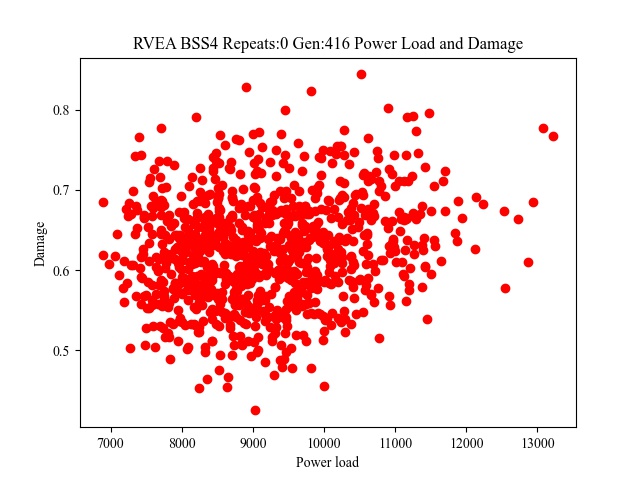 RVEA BSS4 Repeats:0 Gen:416 Power Load and Damage
0.8
0.7
0.6
0.5
Damage
7000 8000 9000 10000 11000 12000 13000
Power load